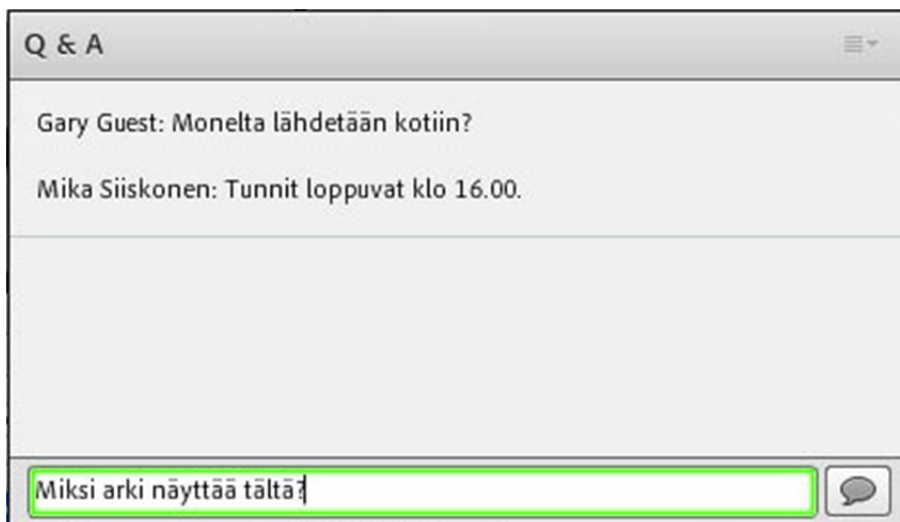 Q & A
Gary Guest: Monelta lähdetään kotiin?
Mika Siiskonen: Tunnit loppuvat klo 16.00.
Miksi arki näyttää tältä?